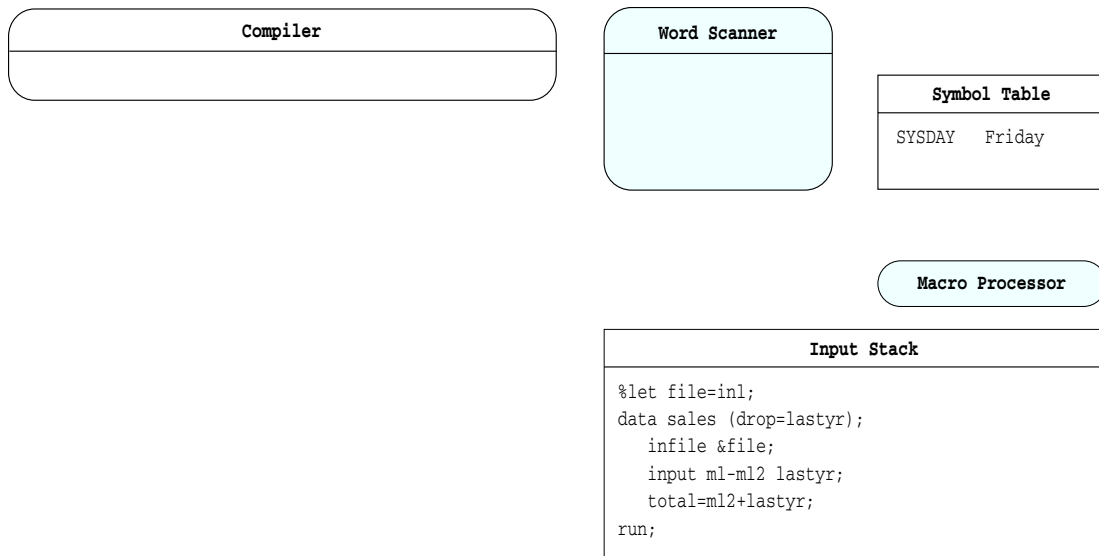 Compiler
Word Scanner
Symbol Table
SYSDAY Friday
Macro Processor
Input Stack
%let file=inl;
data sales (drop=lastyr);
infile &file;
input ml-ml2 lastyr;
total=ml2+lastyr;
run;